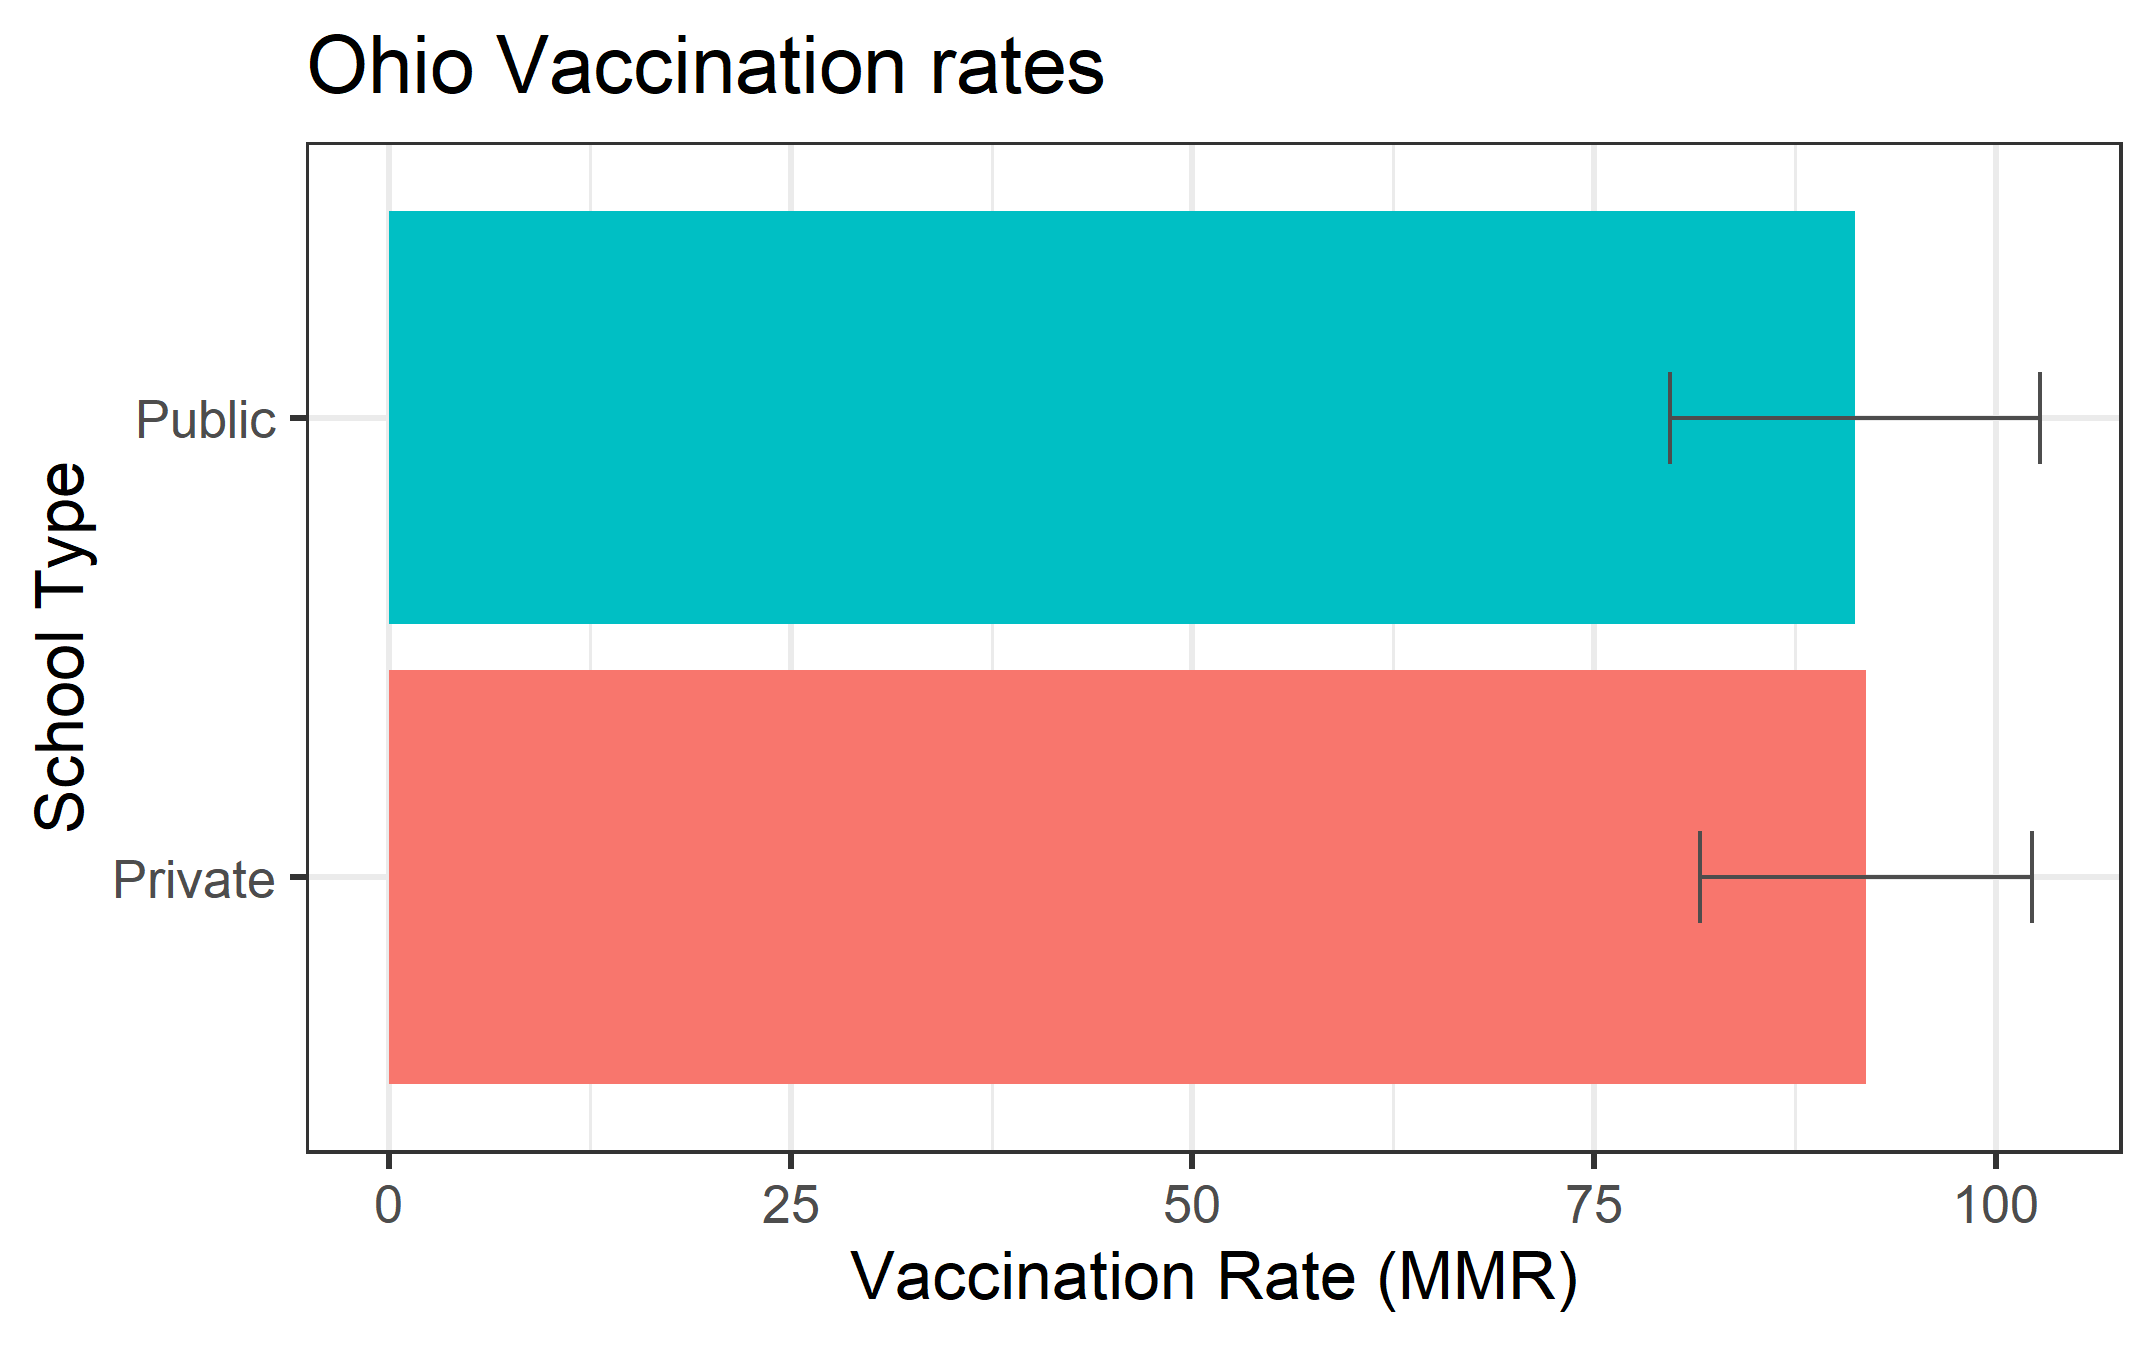 Ohio Vaccination rates
School Type
Public
Private
0 25 50 75 100
Vaccination Rate (MMR)